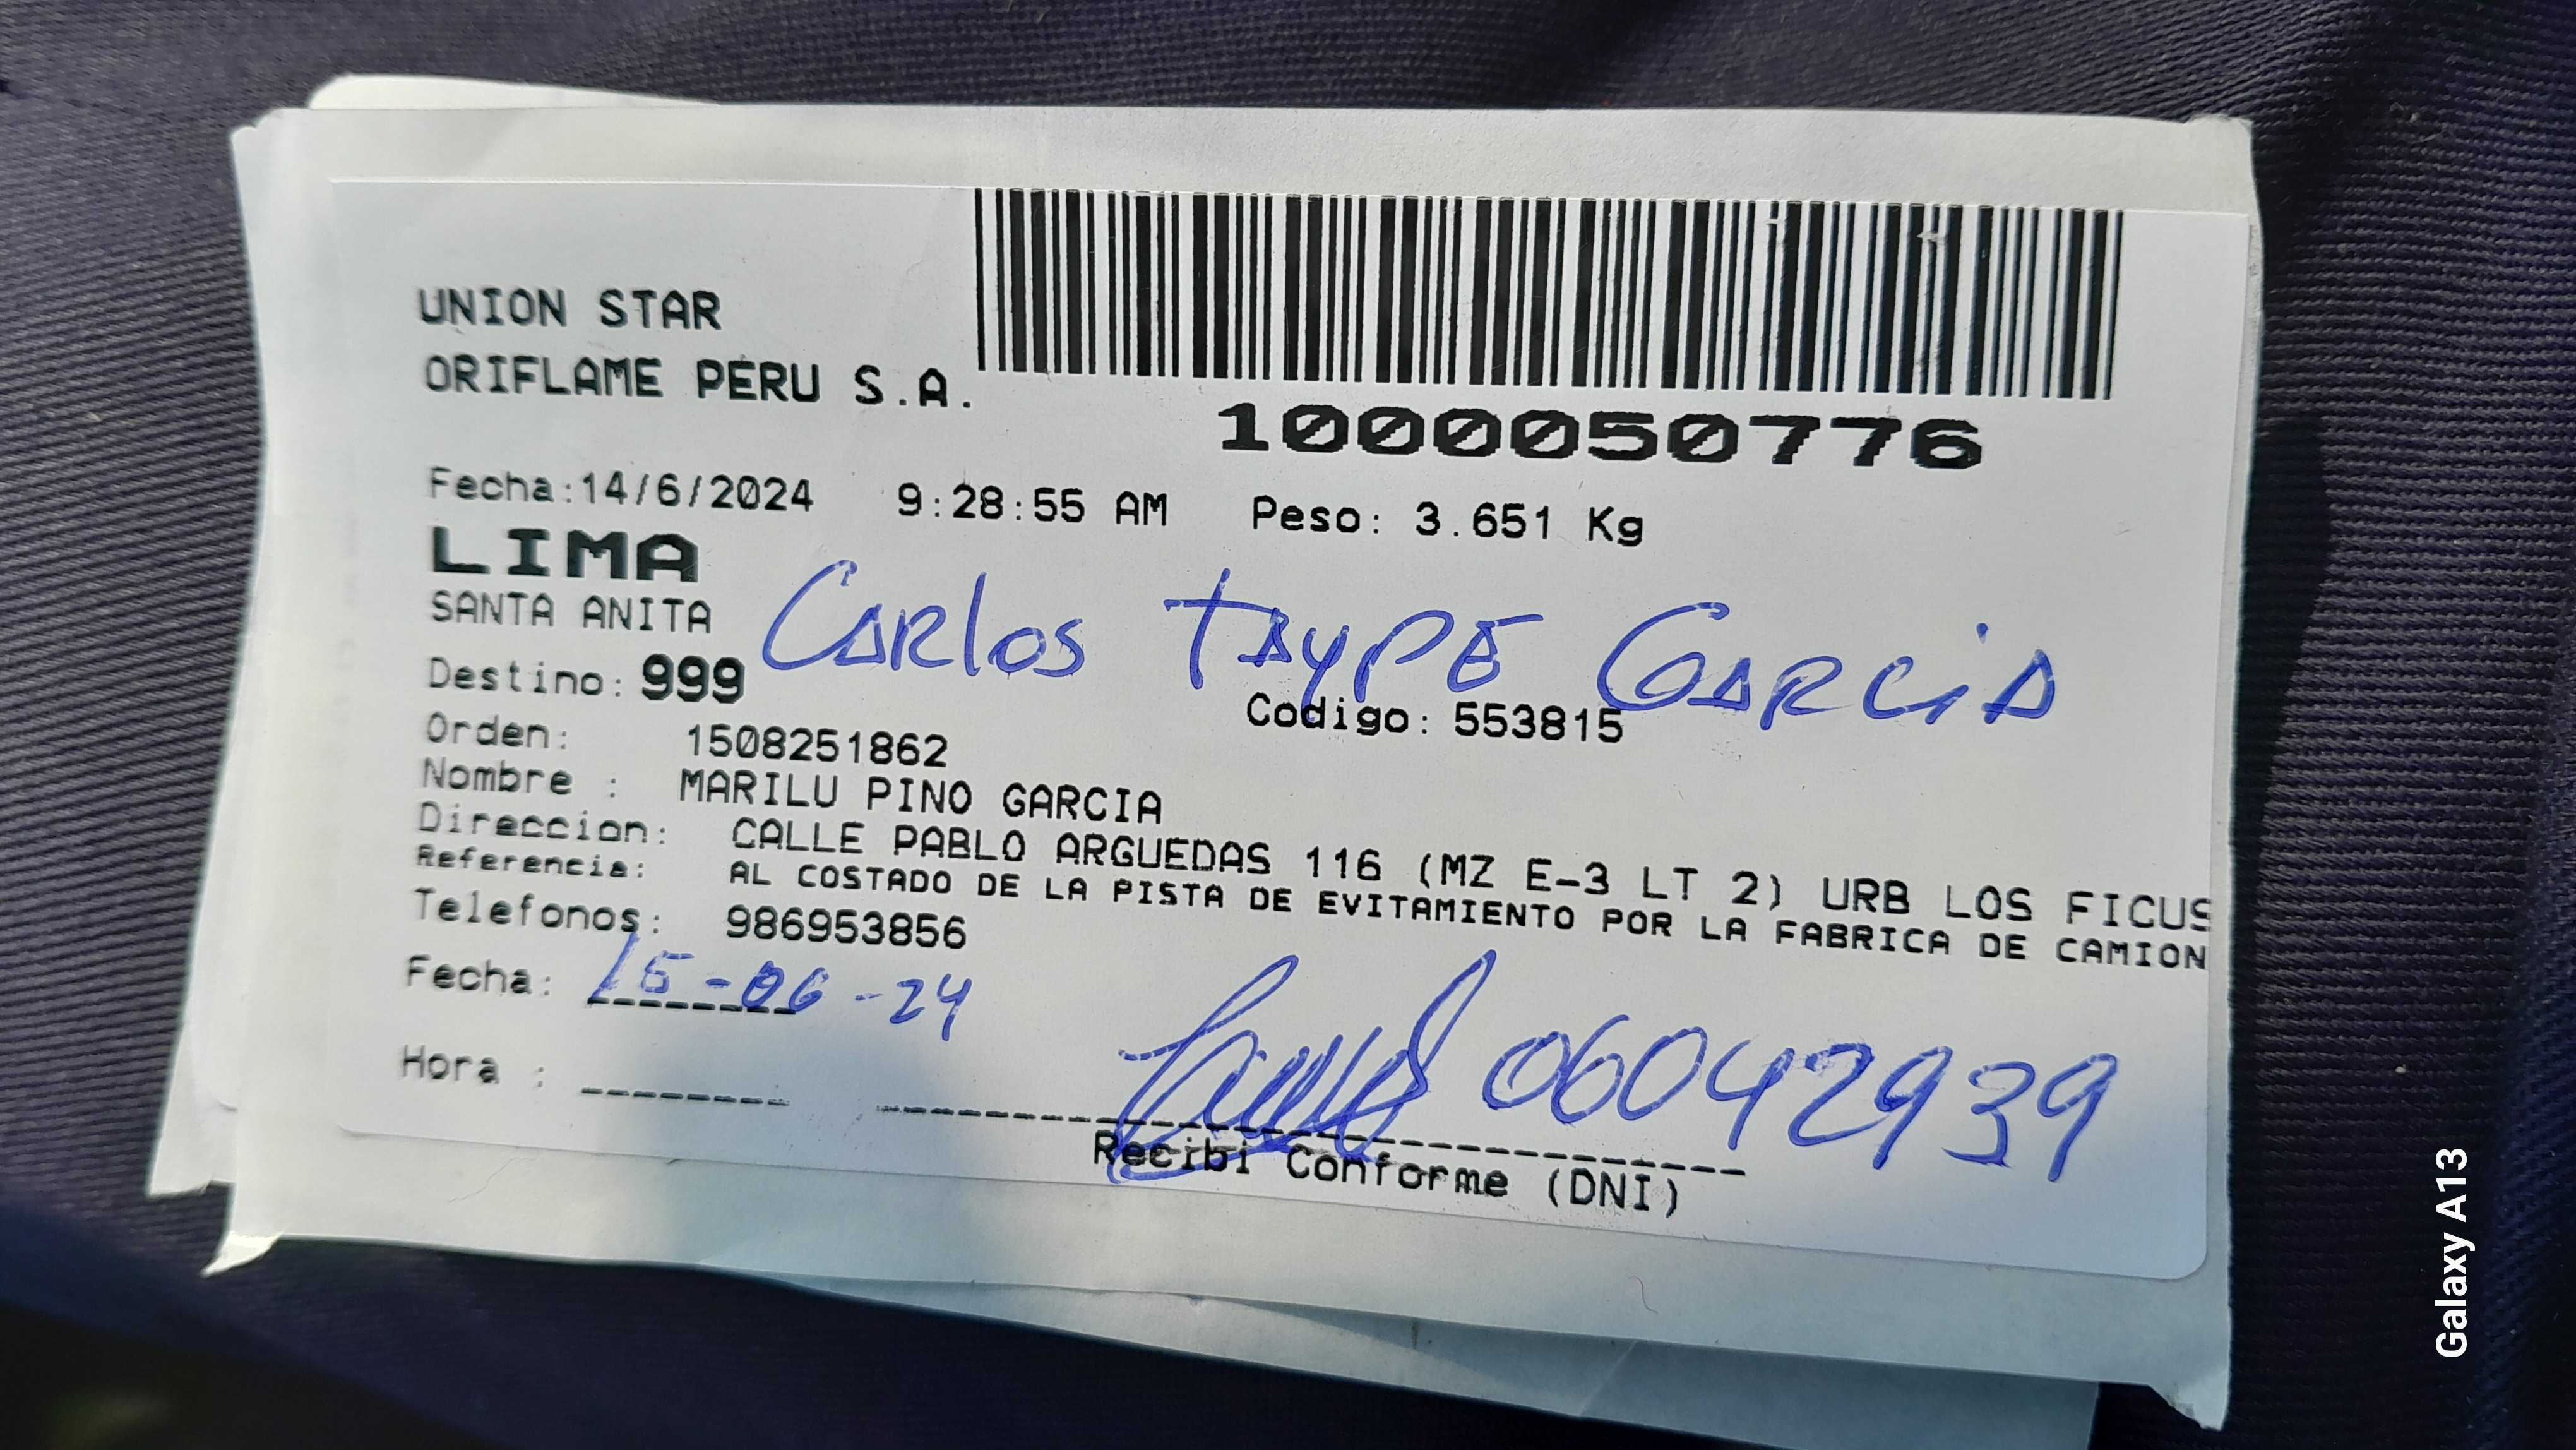 UNION STAR
ORIFLAME PERU S.A.
1000050776
Fecha:14/6/2024 9:28:55 AM Peso: 3.651 Kg
LIMA
SANTA ANITA
Carlos TaypE GARCiA
Destino: 999
Codigo: 553815
Orden: 1508251862
Nombre : MARILU PINO GARCIA
Direccion: CALLE PABLO ARGUEDAS 116 (MZ E-3 LT 2) URB LOS FICUS
Referencia: AL COSTADO DE LA PISTA DE EVITAMIENTO POR LA FABRICA DE CAMION
Telefonos: 986953856
Fecha: 15-06-24
06042939
Hora :
Recibi Conforme (DNI)
Galaxy A13